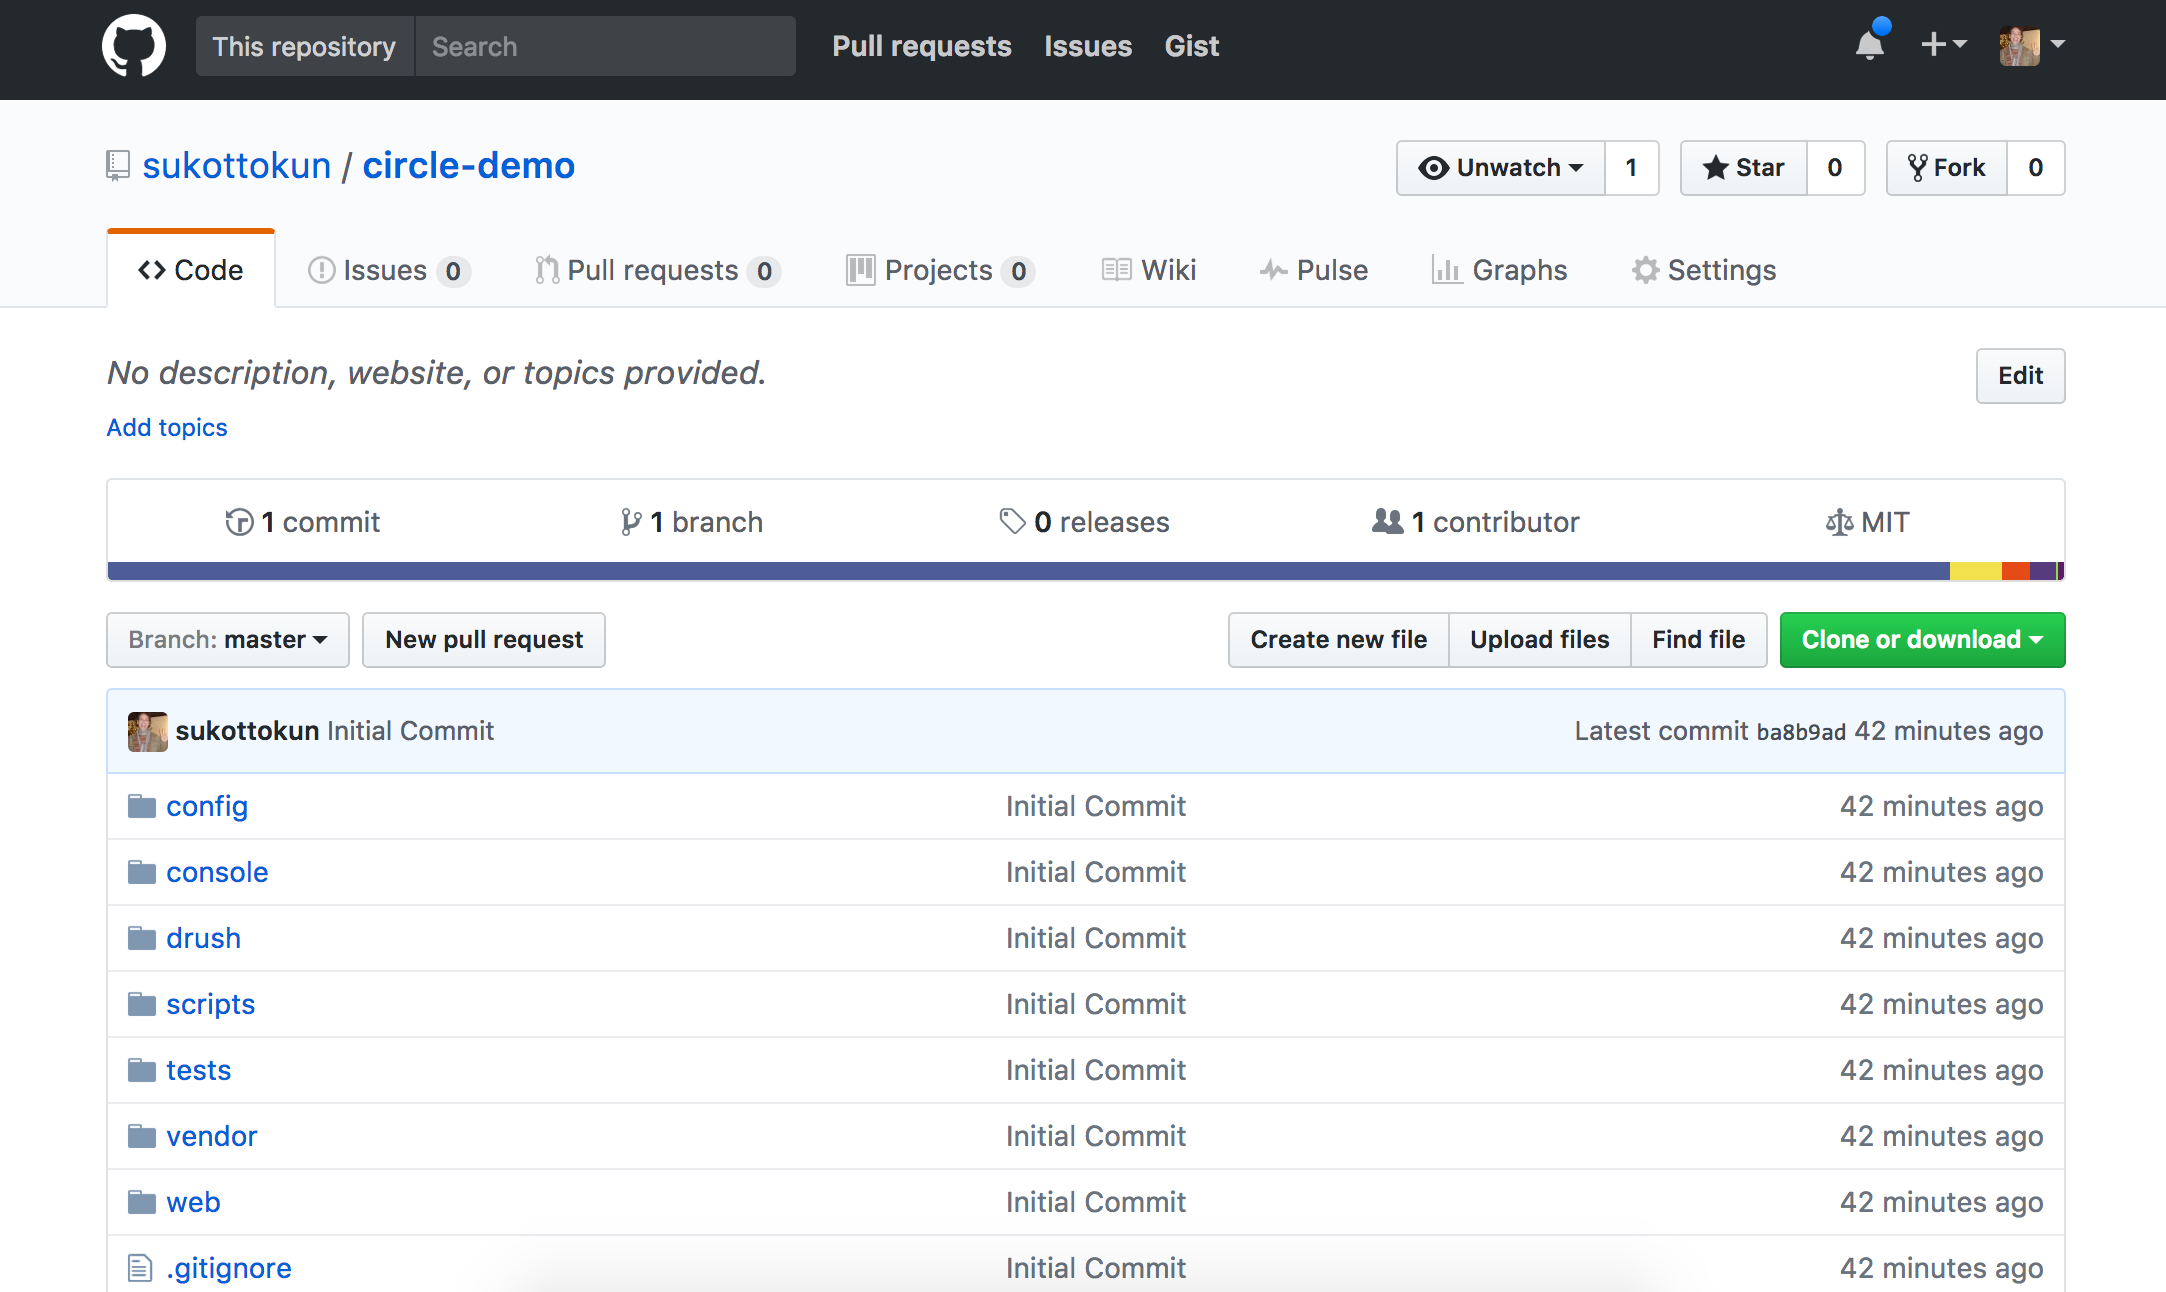 This repository Search Pull requests Issues Gist
sukottokun / circle-demo Unwatch 1 Star 0 Fork 0
Code Issues 0 Pull requests 0 Projects 0 Wiki Pulse Graphs Settings
No description, website, or topics provided. Edit
Add topics
1 commit 1 branch 0 releases 1 contributor MIT
Branch: master New pull request Create new file Upload files Find file Clone or download
sukottokun Initial Commit Latest commit ba8b9ad 42 minutes ago
config Initial Commit 42 minutes ago
console Initial Commit 42 minutes ago
drush Initial Commit 42 minutes ago
scripts Initial Commit 42 minutes ago
tests Initial Commit 42 minutes ago
vendor Initial Commit 42 minutes ago
web Initial Commit 42 minutes ago
.gitignore Initial Commit 42 minutes ago